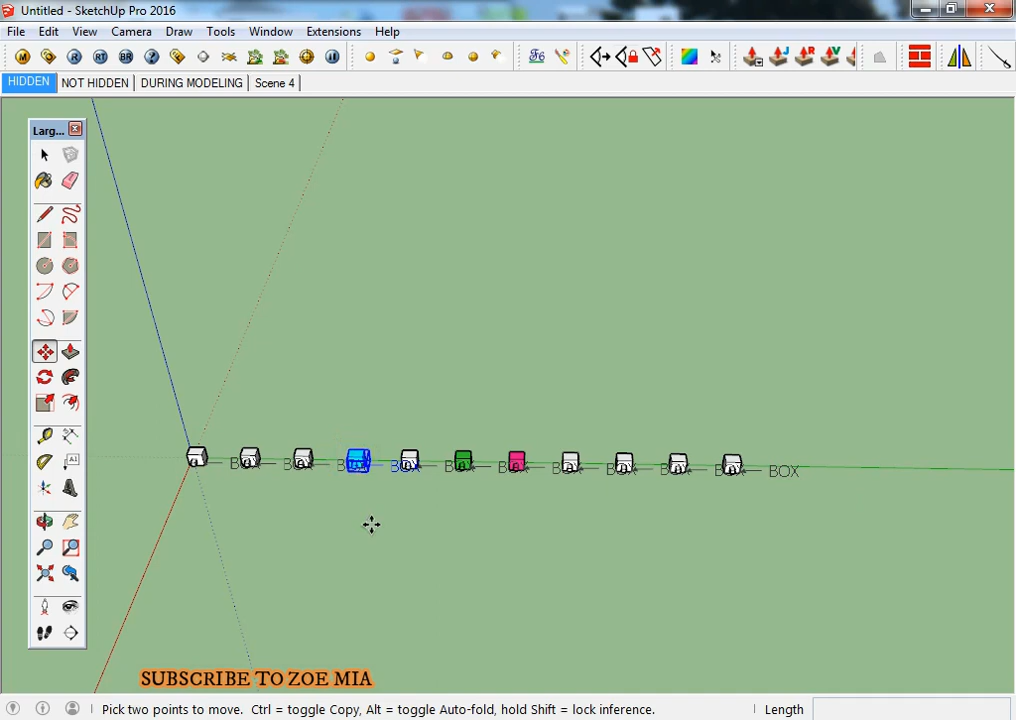 Untitled - SketchUp Pro 2016
File Edit View Camera Draw Tools Window Extensions Help
HIDDEN NOT HIDDEN DURING MODELING Scene 4
Larg...
BOX
SUBSCRIBE TO ZOE MIA
Pick two points to move. Ctrl = toggle Copy, Alt = toggle Auto-fold, hold Shift = lock inference. Length